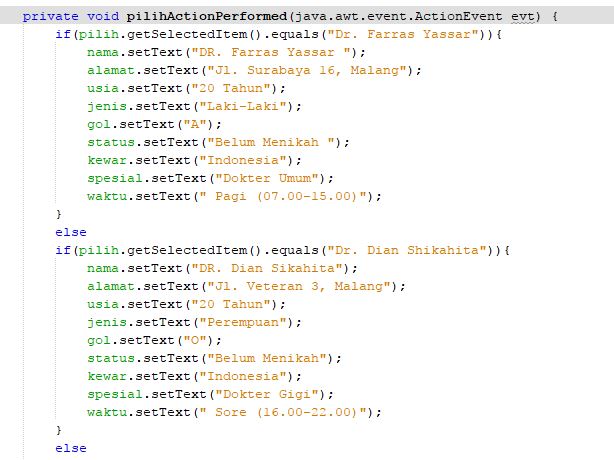 private void pilihActionPerformed(java.awt.event.ActionEvent evt) {
if(pilih.getSelectedItem().equals("Dr. Farras Yassar")){
nama.setText("DR. Farras Yassar ");
alamat.setText("Jl. Surabaya 16, Malang");
usia.setText("20 Tahun");
jenis.setText("Laki-Laki");
gol.setText("A");
status.setText("Belum Menikah ");
kewar.setText("Indonesia");
spesial.setText("Dokter Umum");
waktu.setText(" Pagi (07.00-15.00)");
}
else
if(pilih.getSelectedItem().equals("Dr. Dian Shikahita")){
nama.setText("DR. Dian Sikahita");
alamat.setText("Jl. Veteran 3, Malang");
usia.setText("20 Tahun");
jenis.setText("Perempuan");
gol.setText("O");
status.setText("Belum Menikah");
kewar.setText("Indonesia");
spesial.setText("Dokter Gigi");
waktu.setText(" Sore (16.00-22.00)");
}
else